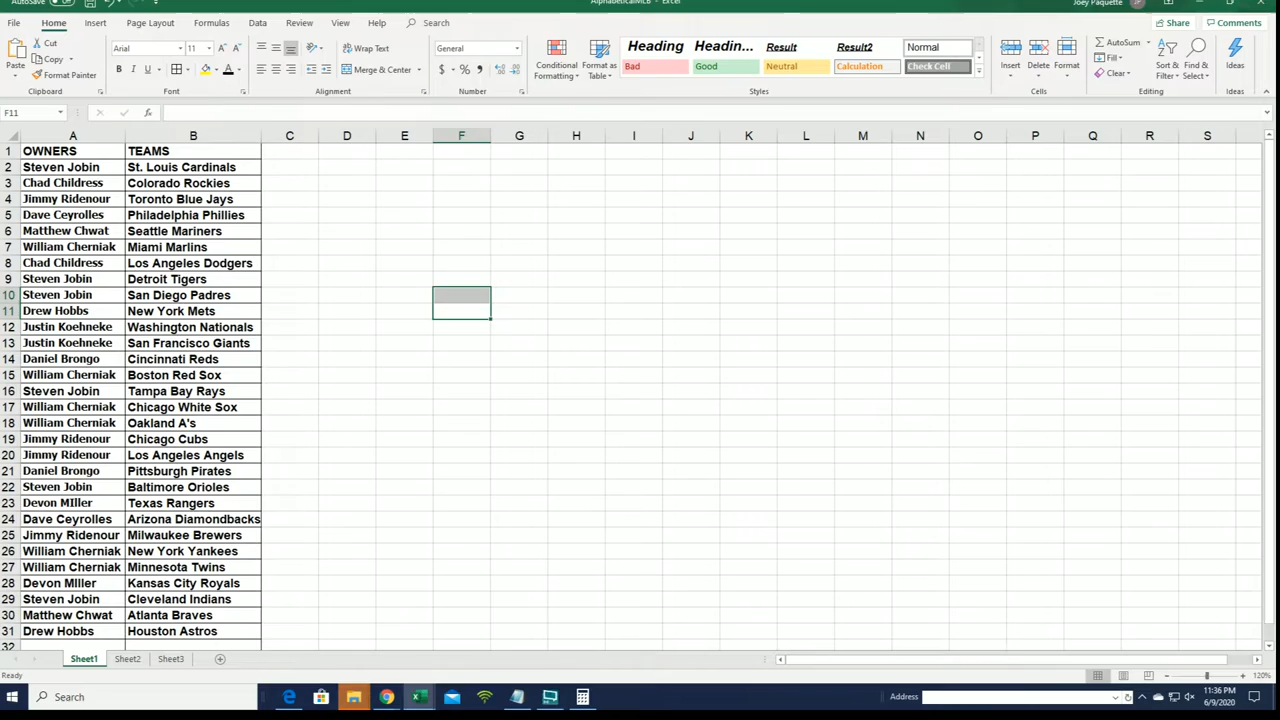 AutoSave Off AlphabeticalMLB - Excel Joey Paquette JP
File Home Insert Page Layout Formulas Data Review View Help Search Share Comments
Paste Cut Copy Format Painter Clipboard
Arial 11 B I U A A Font
Wrap Text Merge & Center Alignment
General $ % , Number
Conditional Formatting Format as Table
Heading Headin... Result Result2 Normal
Bad Good Neutral Calculation Check Cell
Styles
Insert Delete Format Cells
AutoSum Fill Clear Sort & Filter Find & Select Editing
Ideas Ideas
F11 fx
A B C D E F G H I J K L M N O P Q R S
1 OWNERS TEAMS
2 Steven Jobin St. Louis Cardinals
3 Chad Childress Colorado Rockies
4 Jimmy Ridenour Toronto Blue Jays
5 Dave Ceyrolles Philadelphia Phillies
6 Matthew Chwat Seattle Mariners
7 William Cherniak Miami Marlins
8 Chad Childress Los Angeles Dodgers
9 Steven Jobin Detroit Tigers
10 Steven Jobin San Diego Padres
11 Drew Hobbs New York Mets
12 Justin Koehneke Washington Nationals
13 Justin Koehneke San Francisco Giants
14 Daniel Brongo Cincinnati Reds
15 William Cherniak Boston Red Sox
16 Steven Jobin Tampa Bay Rays
17 William Cherniak Chicago White Sox
18 William Cherniak Oakland A's
19 Jimmy Ridenour Chicago Cubs
20 Jimmy Ridenour Los Angeles Angels
21 Daniel Brongo Pittsburgh Pirates
22 Steven Jobin Baltimore Orioles
23 Devon MIller Texas Rangers
24 Dave Ceyrolles Arizona Diamondbacks
25 Jimmy Ridenour Milwaukee Brewers
26 William Cherniak New York Yankees
27 William Cherniak Minnesota Twins
28 Devon MIller Kansas City Royals
29 Steven Jobin Cleveland Indians
30 Matthew Chwat Atlanta Braves
31 Drew Hobbs Houston Astros
32
Sheet1 Sheet2 Sheet3
Ready 120%
Search Address 11:36 PM
6/9/2020